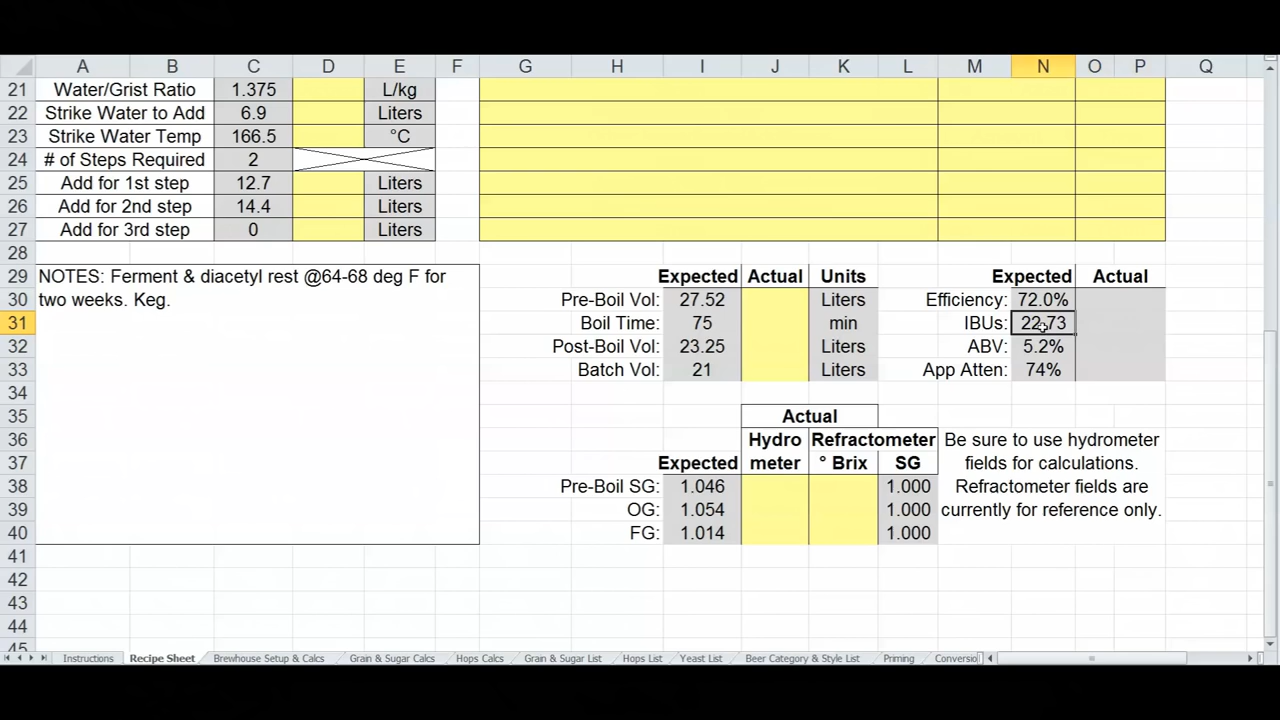 A B C D E F G H I J K L M N O P Q
21 Water/Grist Ratio 1.375 L/kg
22 Strike Water to Add 6.9 Liters
23 Strike Water Temp 166.5 °C
24 # of Steps Required 2
25 Add for 1st step 12.7 Liters
26 Add for 2nd step 14.4 Liters
27 Add for 3rd step 0 Liters
28
29 NOTES: Ferment & diacetyl rest @64-68 deg F for Expected Actual Units Expected Actual
30 two weeks. Keg. Pre-Boil Vol: 27.52 Liters Efficiency: 72.0%
31 Boil Time: 75 min IBUs: 22.73
32 Post-Boil Vol: 23.25 Liters ABV: 5.2%
33 Batch Vol: 21 Liters App Atten: 74%
34
35 Actual
36 Hydro Refractometer Be sure to use hydrometer
37 Expected meter ° Brix SG fields for calculations.
38 Pre-Boil SG: 1.046 1.000 Refractometer fields are
39 OG: 1.054 1.000 currently for reference only.
40 FG: 1.014 1.000
41
42
43
44
45
Instructions Recipe Sheet Brewhouse Setup & Calcs Grain & Sugar Calcs Hops Calcs Grain & Sugar List Hops List Yeast List Beer Category & Style List Priming Conversio